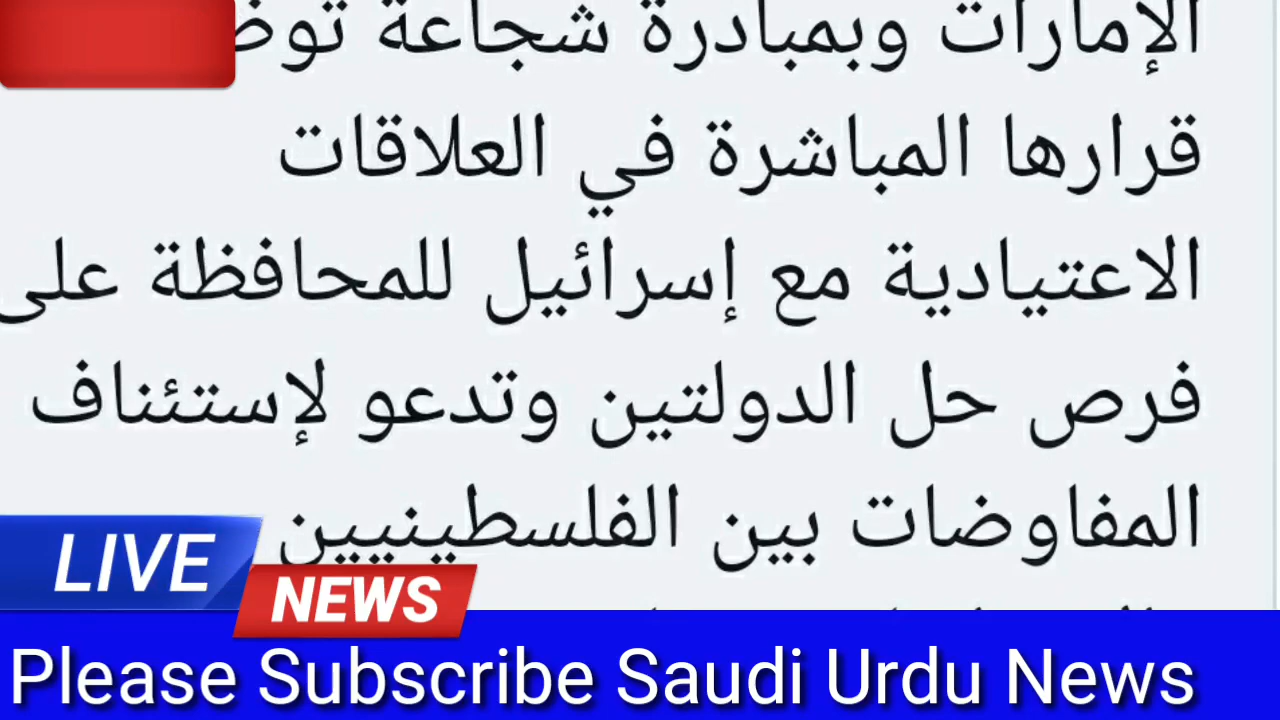 الإمارات وبمبادرة شجاعة
قرارها المباشرة في العلاقات
الاعتيادية مع إسرائيل للمحافظة على
فرص حل الدولتين وتدعو لإستئناف
المفاوضات بين الفلسطينيين
LIVE
NEWS
Please Subscribe Saudi Urdu News